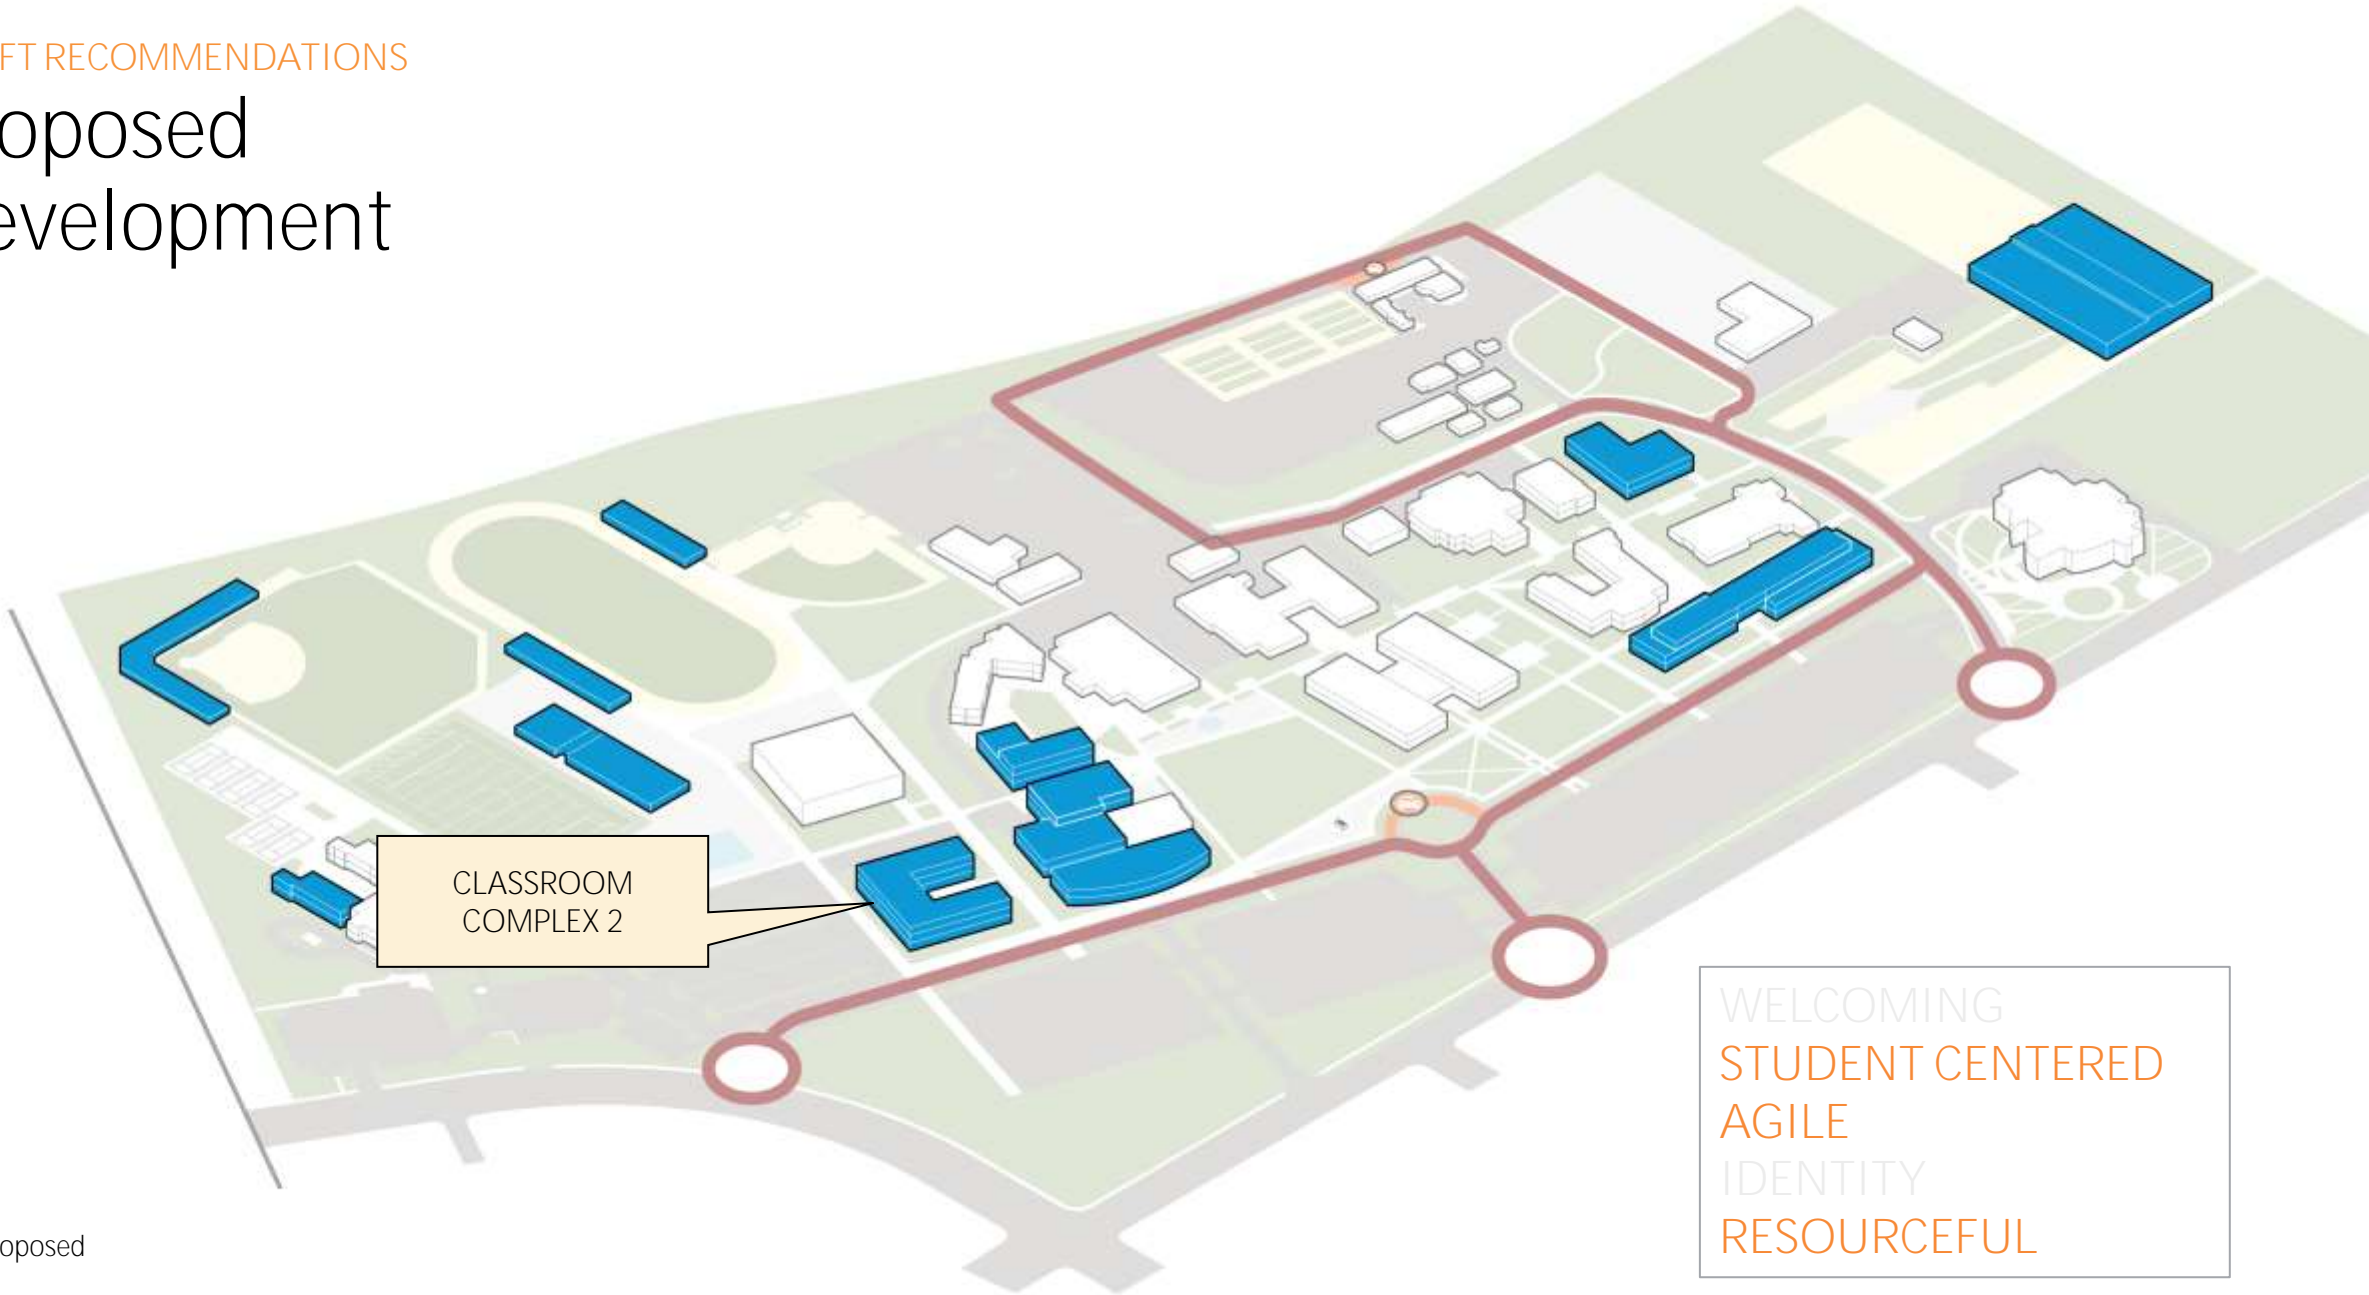 FT RECOMMENDATIONS
oposed
evelopment
CLASSROOM
COMPLEX 2
WELCOMING
STUDENT CENTERED
AGILE
IDENTITY
RESOURCEFUL
oposed